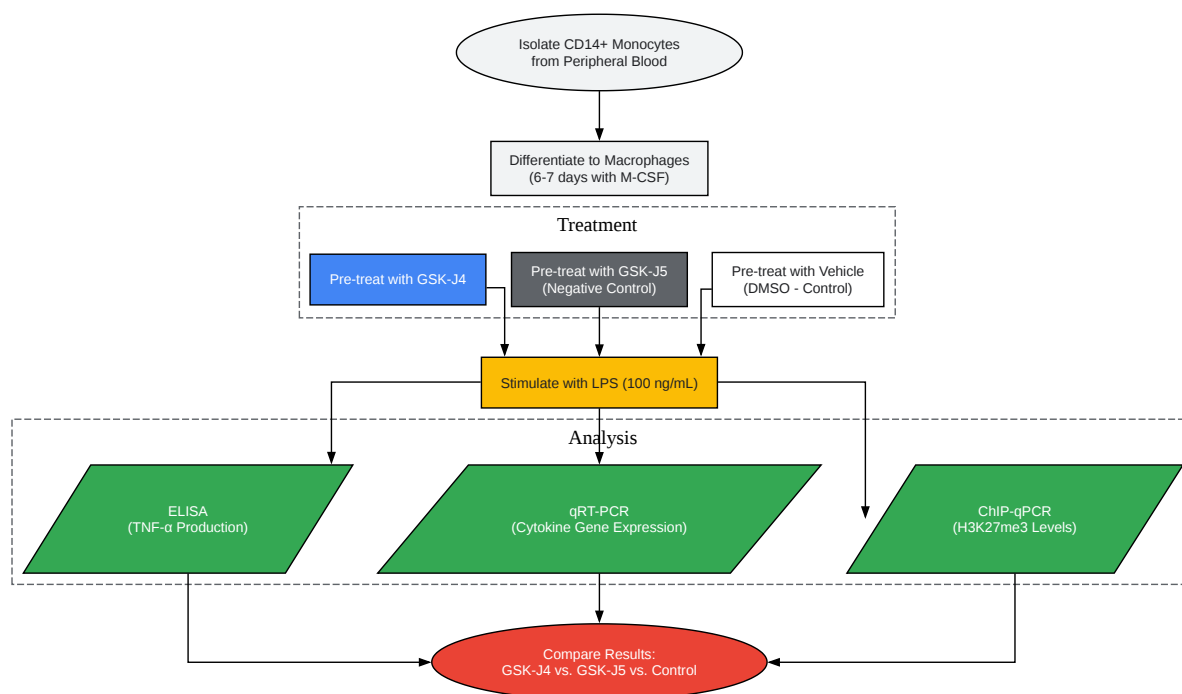 Isolate CD14+ Monocytes
from Peripheral Blood
Differentiate to Macrophages
(6-7 days with M-CSF)
Treatment
Pre-treat with GSK-J4
Pre-treat with GSK-J5
(Negative Control)
Pre-treat with Vehicle
(DMSO - Control)
Stimulate with LPS (100 ng/mL)
Analysis
ELISA
(TNF-α Production)
qRT-PCR
(Cytokine Gene Expression)
ChIP-qPCR
(H3K27me3 Levels)
Compare Results:
GSK-J4 vs. GSK-J5 vs. Control